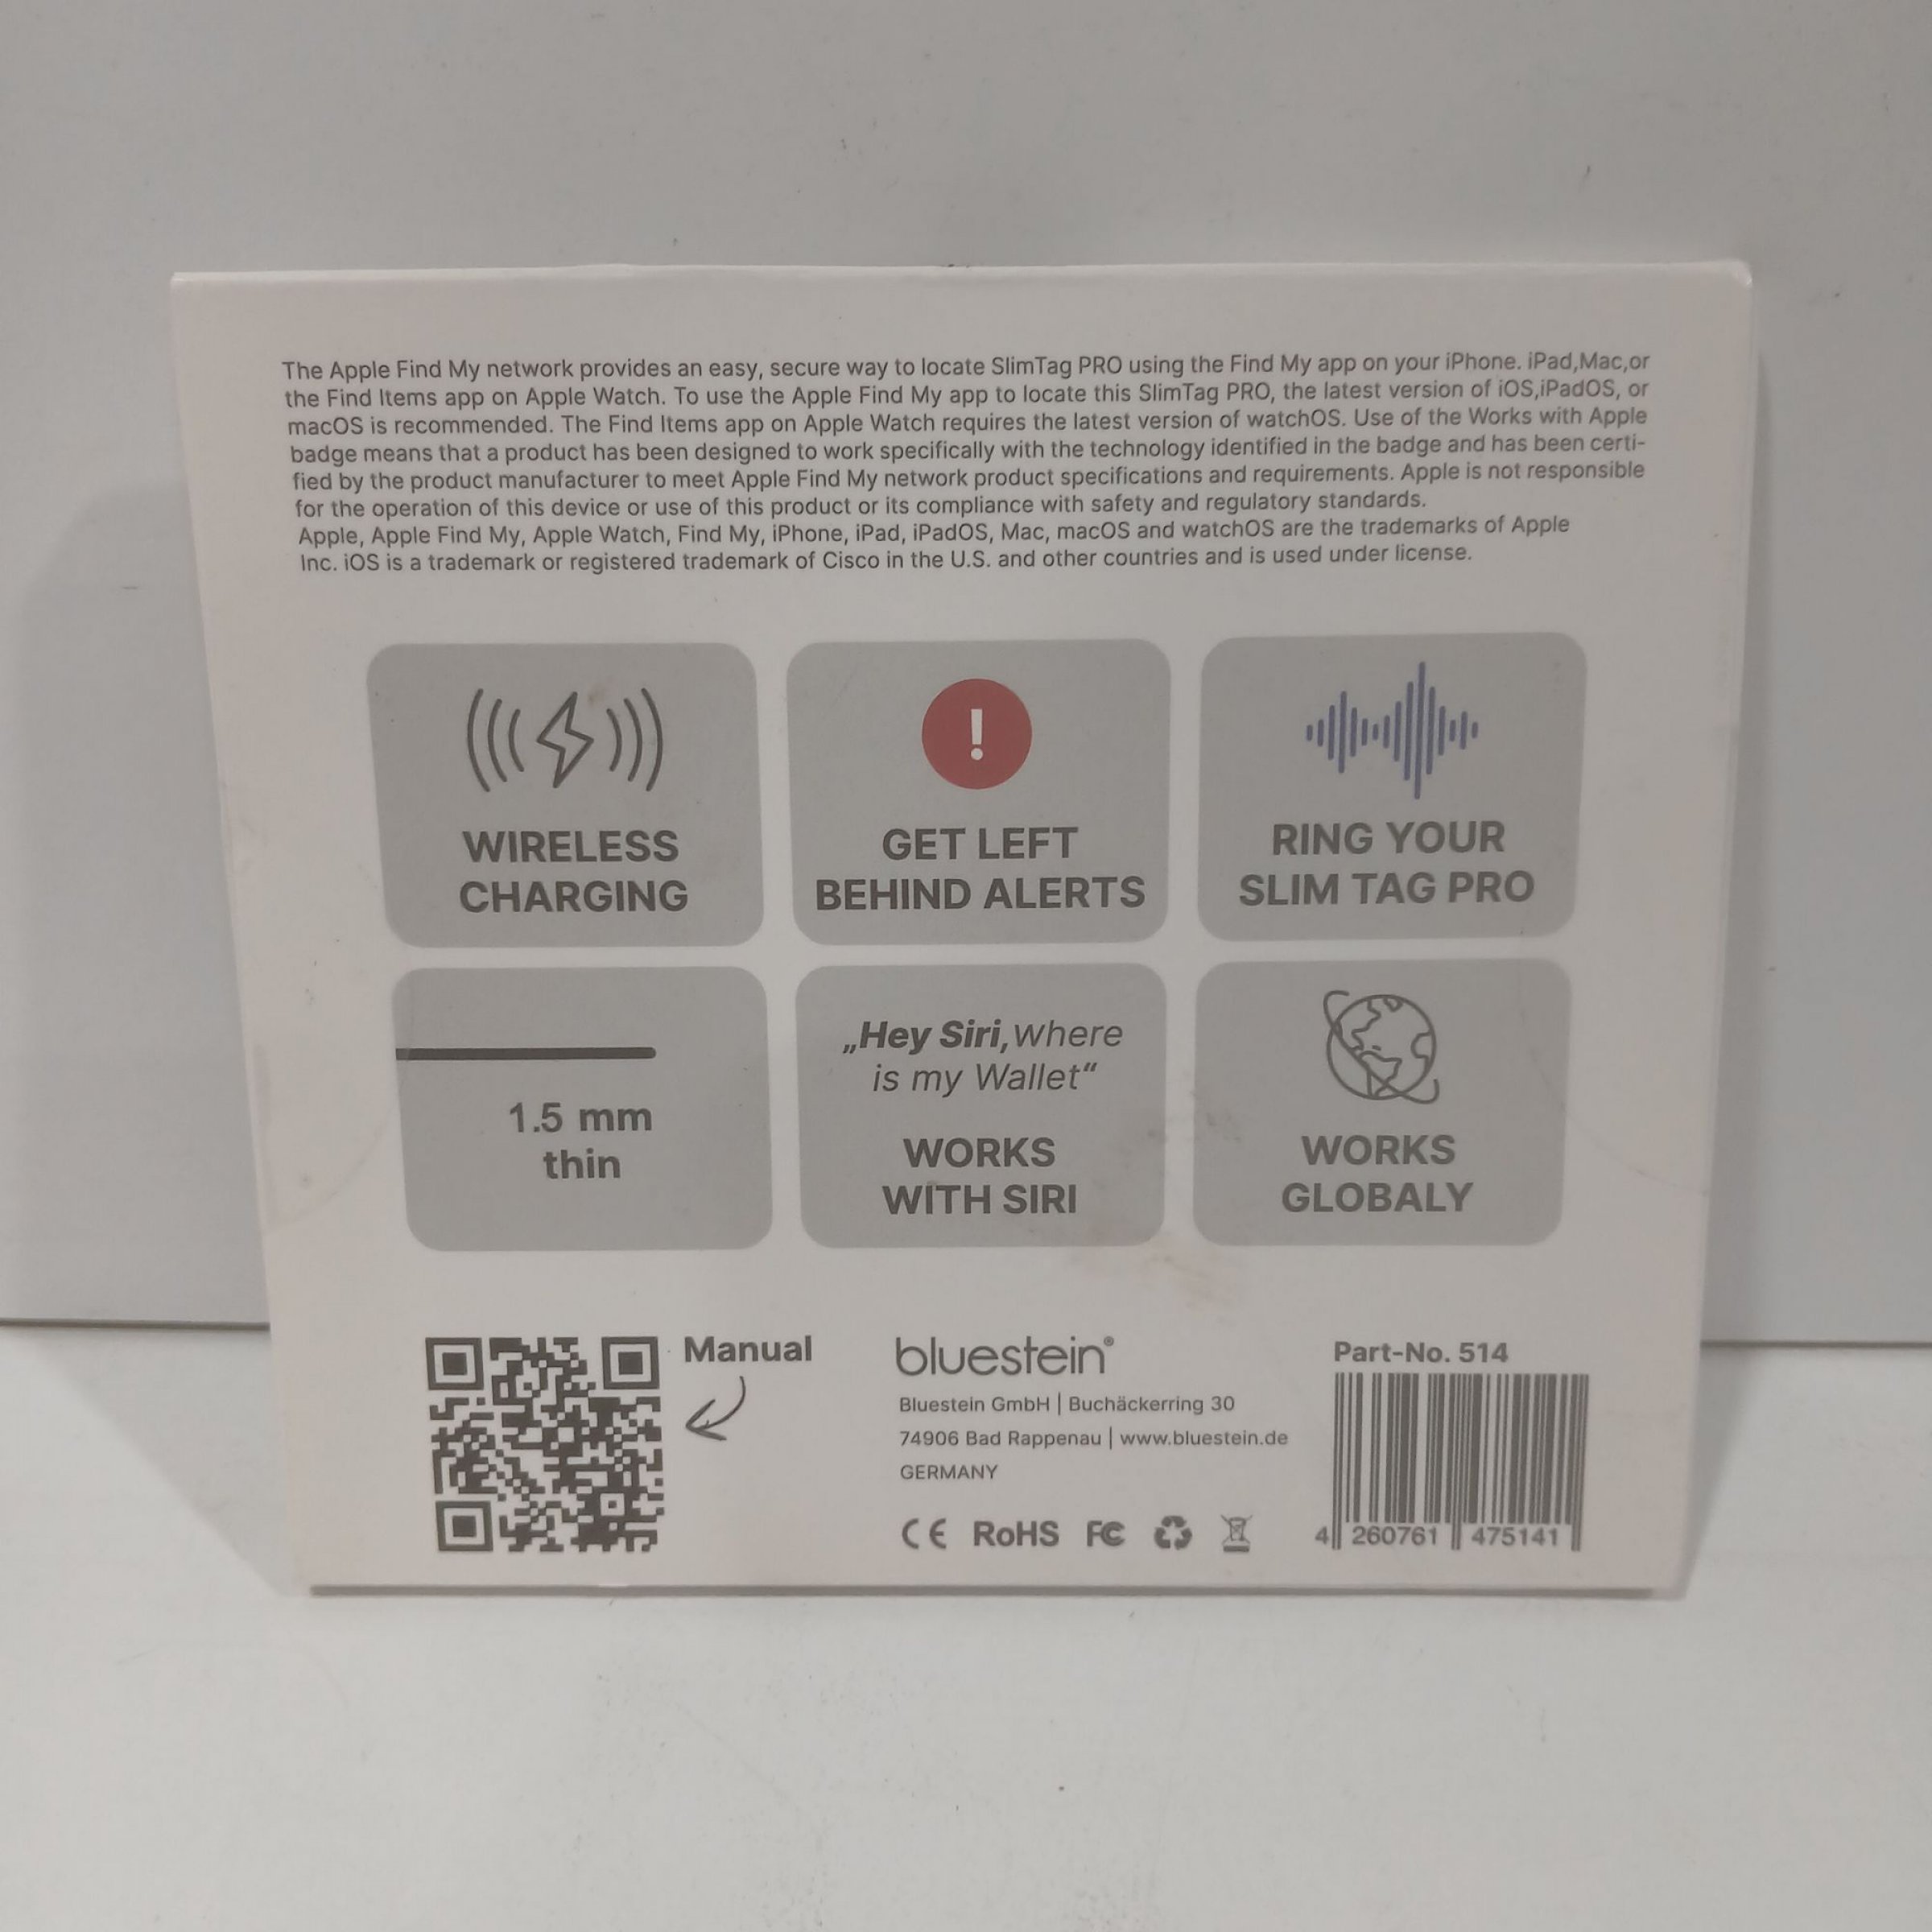 The Apple Find My network provides an easy, secure way to locate SlimTag PRO using the Find My app on your iPhone. iPad,Mac,or
the Find Items app on Apple Watch. To use the Apple Find My app to locate this SlimTag PRO, the latest version of iOS,iPadOS, or
macOS is recommended. The Find Items app on Apple Watch requires the latest version of watchOS. Use of the Works with Apple
badge means that a product has been designed to work specifically with the technology identified in the badge and has been certi-
fied by the product manufacturer to meet Apple Find My network product specifications and requirements. Apple is not responsible
for the operation of this device or use of this product or its compliance with safety and regulatory standards.
Apple, Apple Find My, Apple Watch, Find My, iPhone, iPad, iPadOS, Mac, macOS and watchOS are the trademarks of Apple
Inc. iOS is a trademark or registered trademark of Cisco in the U.S. and other countries and is used under license.
WIRELESS
CHARGING
!
GET LEFT
BEHIND ALERTS
RING YOUR
SLIM TAG PRO
1.5 mm
thin
„Hey Siri, where
is my Wallet“
WORKS
WITH SIRI
WORKS
GLOBALY
Manual
bluestein®
Bluestein GmbH | Buchäckerring 30
74906 Bad Rappenau | www.bluestein.de
GERMANY
CE RoHS FC
Part-No. 514
4 260761 475141